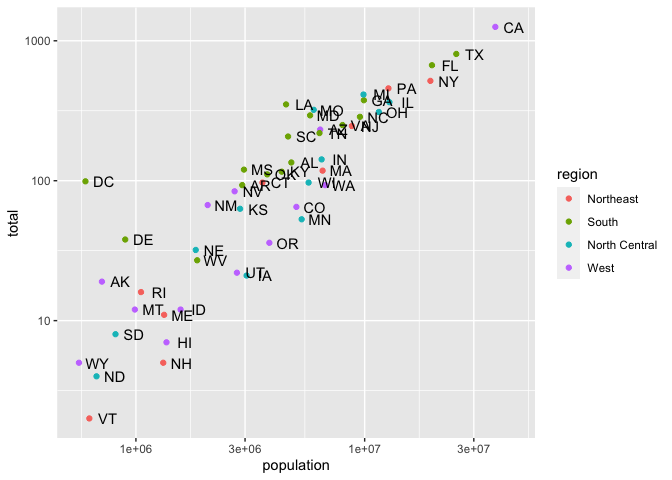 1000
CA
TX
FL
NY
PA
MI
IL
GA
LA
MO
MD
OH
NC
VA
NJ
AZ
TN
SC
IN
AL
MS
KY
OK
MA
WI
WA
CT
AR
NV
100
DC
NM
KS
CO
MN
DE
OR
NE
WV
UT
IA
AK
RI
MT
ID
ME
10
SD
HI
WY
NH
ND
VT
total
1e+06
3e+06
1e+07
3e+07
population
region
Northeast
South
North Central
West